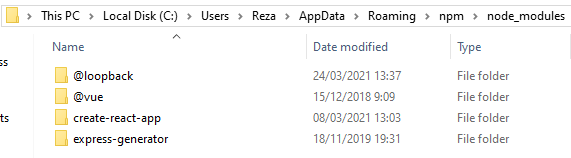 This PC > Local Disk (C:) > Users > Reza > AppData > Roaming > npm > node_modules
Name Date modified Type
@loopback 24/03/2021 13:37 File folder
@vue 15/12/2018 9:09 File folder
create-react-app 08/03/2021 13:03 File folder
express-generator 18/11/2019 19:31 File folder